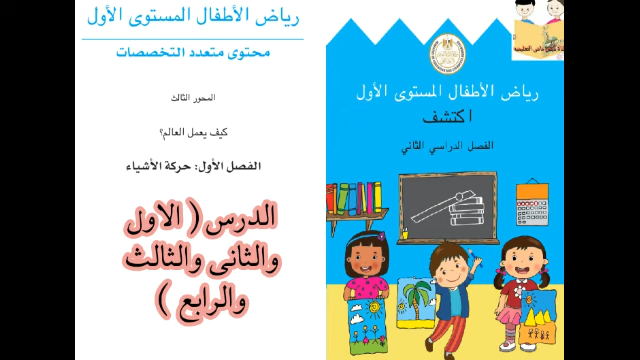 رياض الأطفال المستوى الأول
محتوى متعدد التخصصات
المحور الثالث
كيف يعمل العالم؟
الفصل الأول: حركة الأشياء
الدرس ( الاول
والثانى والثالث
والرابع )
رياض الأطفال المستوى الأول
اكتشف
الفصل الدراسي الثاني